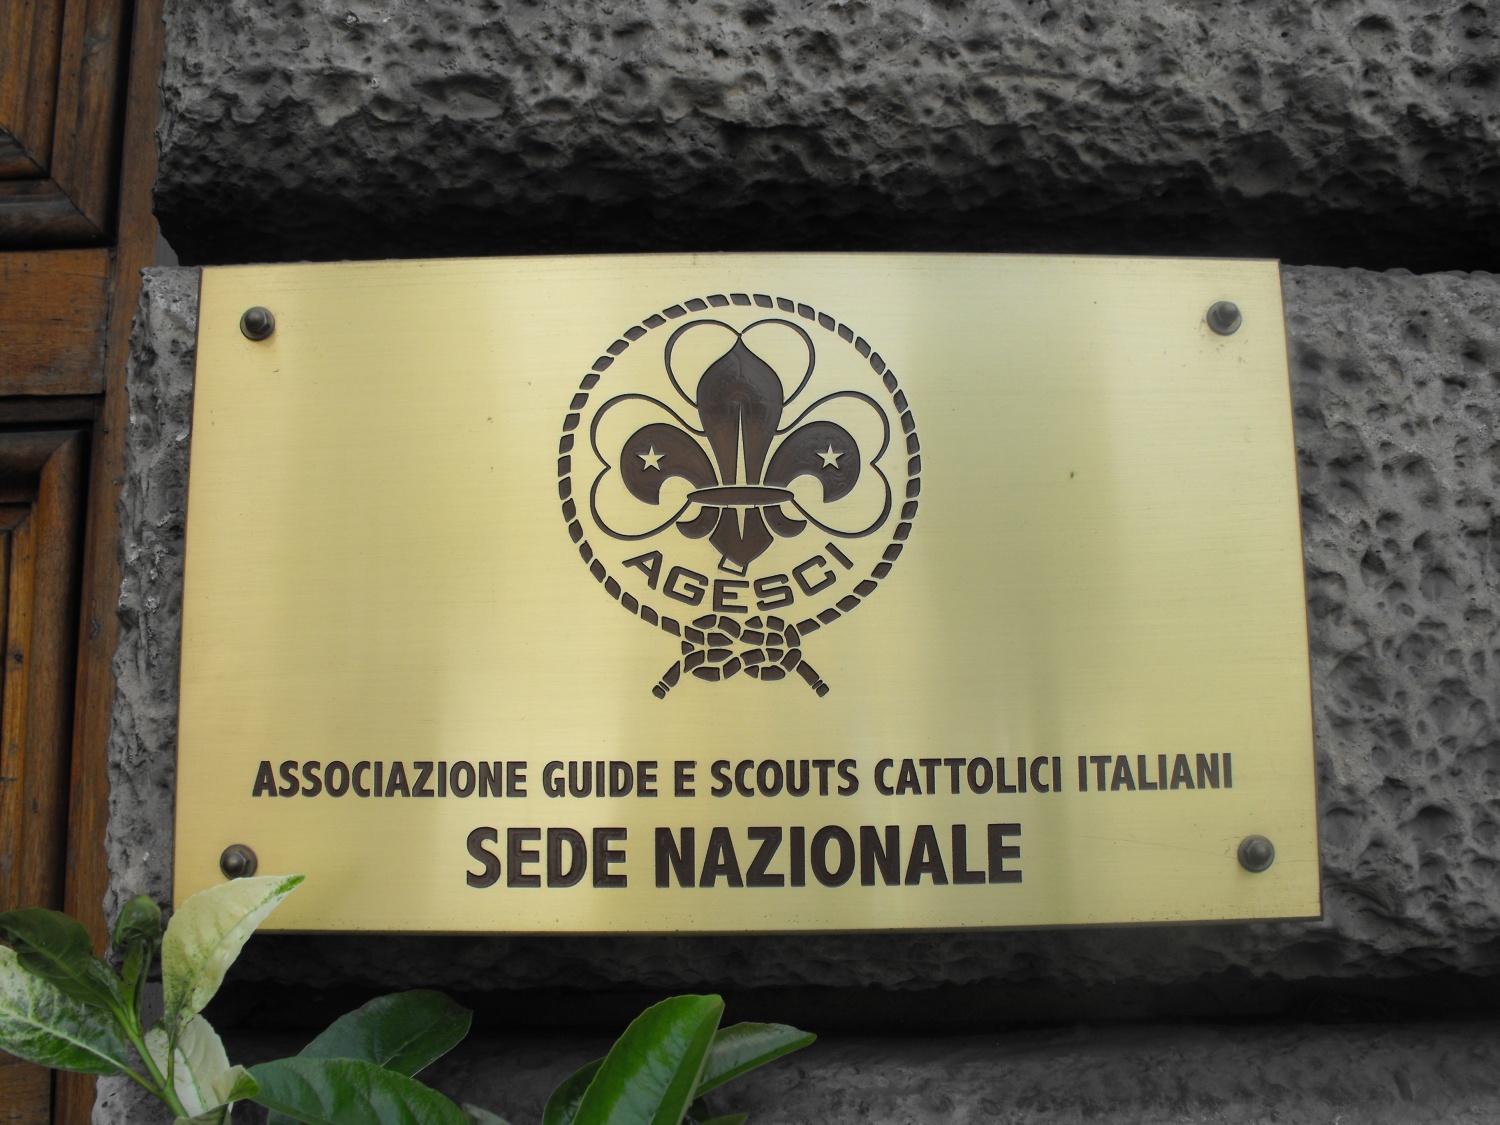 AGESCI
ASSOCIAZIONE GUIDE E SCOUTS CATTOLICI ITALIANI
SEDE NAZIONALE